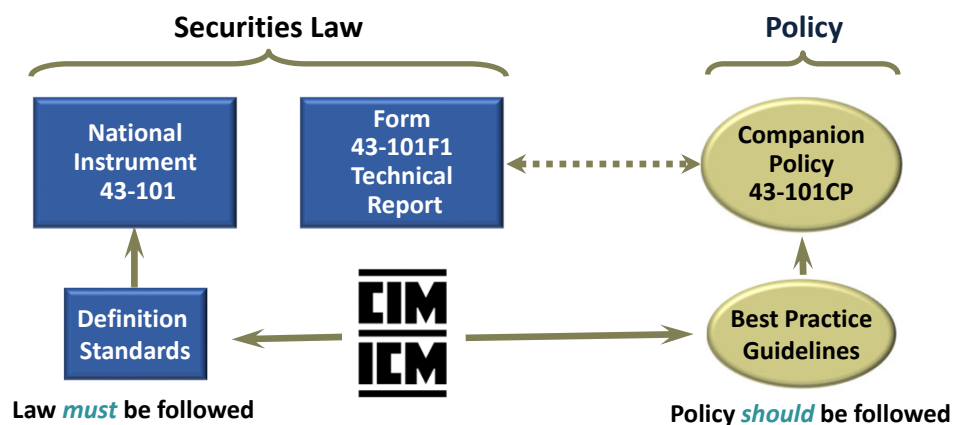 Securities Law
Policy
National
Instrument
43-101
Form
43-101F1
Technical
Report
Companion
Policy
43-101CP
Definition
Standards
CIM
ICM
Best Practice
Guidelines
Law must be followed
Policy should be followed